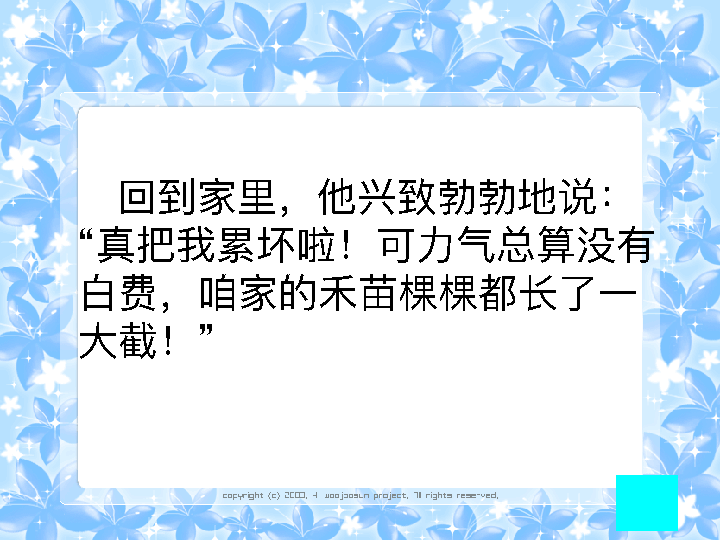 回到家里，他兴致勃勃地说：
“真把我累坏啦！可力气总算没有
白费，咱家的禾苗棵棵都长了一
大截！”
copyright (c) 2000, 4 woojoosun project, All rights reserved,